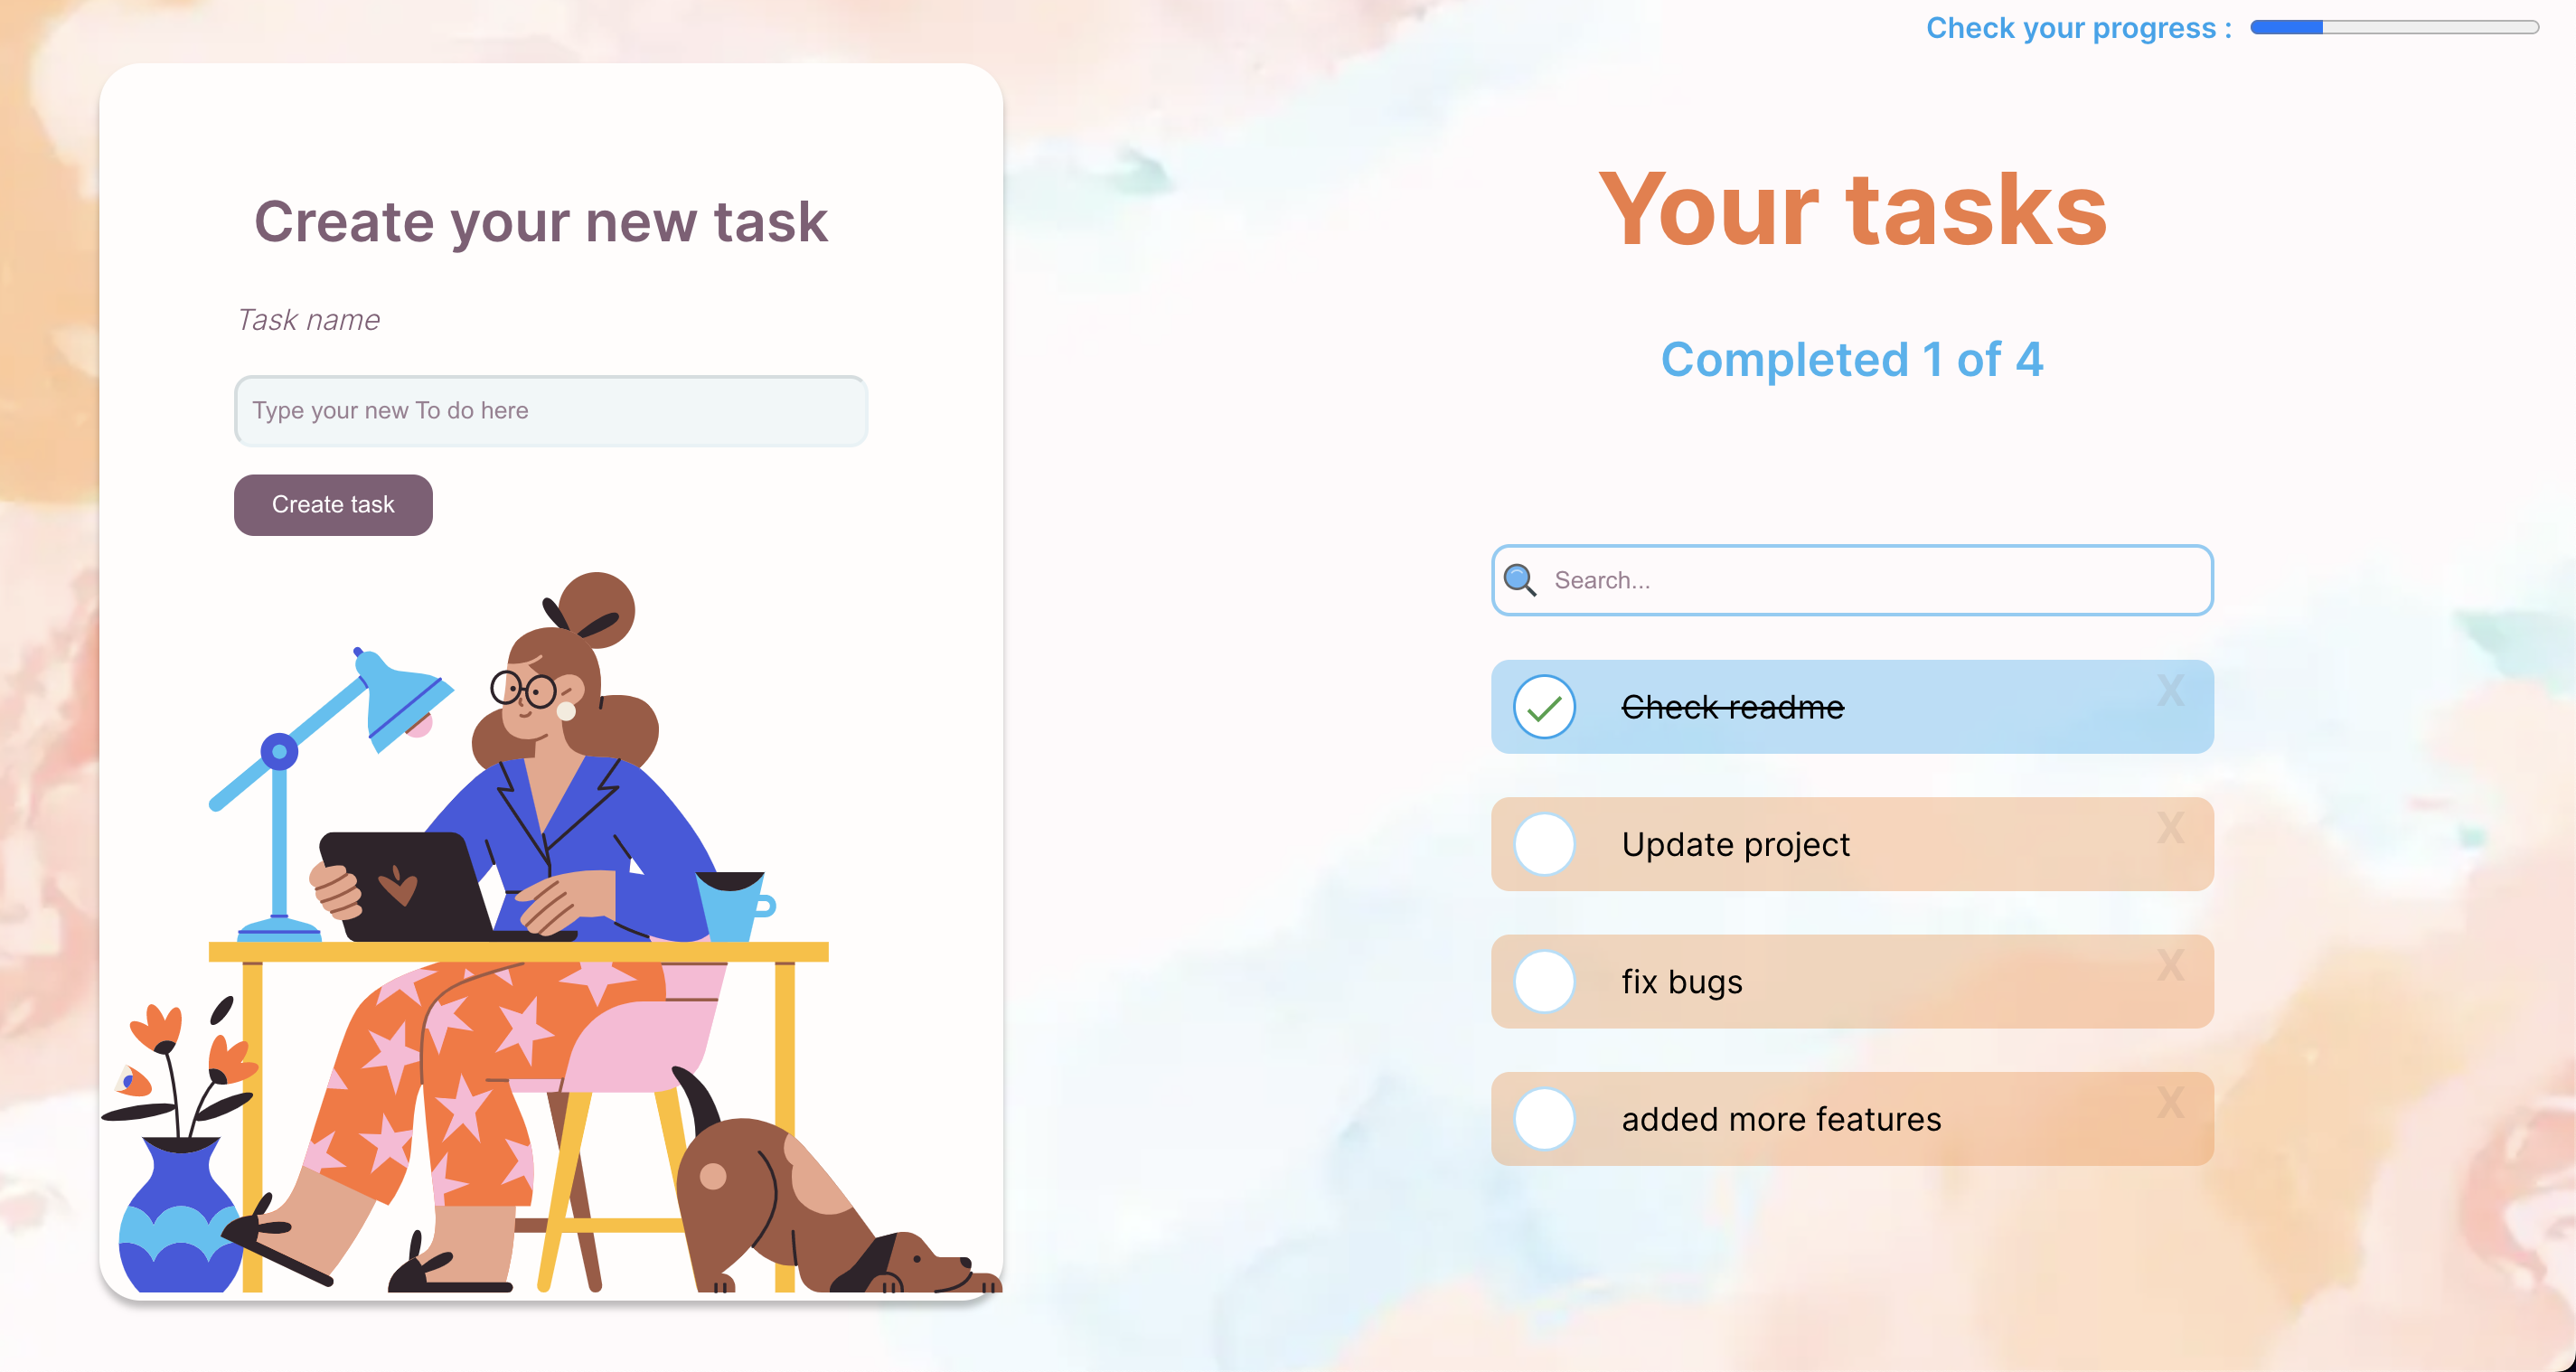 Check your progress :
Create your new task
Task name
Type your new To do here
Create task
Your tasks
Completed 1 of 4
Search...
Check readme
X
Update project
X
fix bugs
X
added more features
X